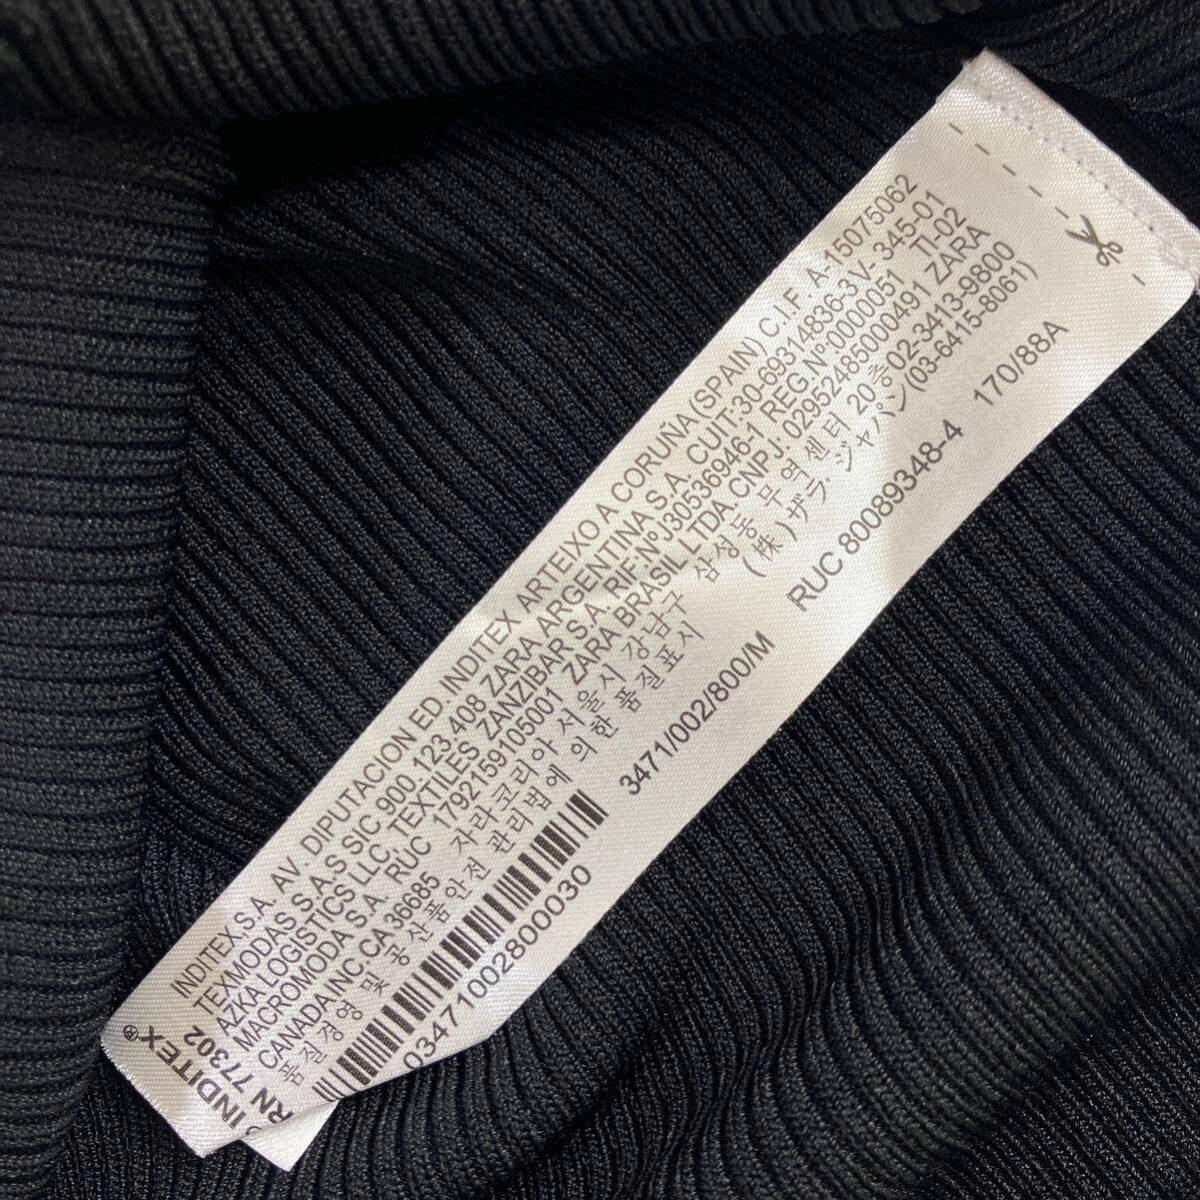 INDITEX S.A. AV. DIPUTACION ED. INDITEX ARTEIXO A CORUÑA (SPAIN) C.I.F. A-15075062
TEXMODAS S.A.S SIC 900.123.408 ZARA ARGENTINA S.A. CUIT:30-69314836-3 V-345-01
AZKA LOGISTICS LLC, TEXTILES ZANZIBAR S.A. RIF-NºJ30536946-1 REG.Nº0000051 TI-02
MACROMODA S.A. RUC 1792159105001 ZARA BRASIL LTDA CNPJ: 02952485000491 ZARA
CANADA INC. CA 36685 자라코리아 서울시 강남구 삼성동 무역센터 20층:02-3413-9800
품질경영 및 공산품안전 관리법에 의한 품질표시 (株)ザラ・ジャパン(03-6415-8061)
INDITEX®
RN 77302
03471002800030
3471/002/800/M
RUC 80089348-4
170/88A